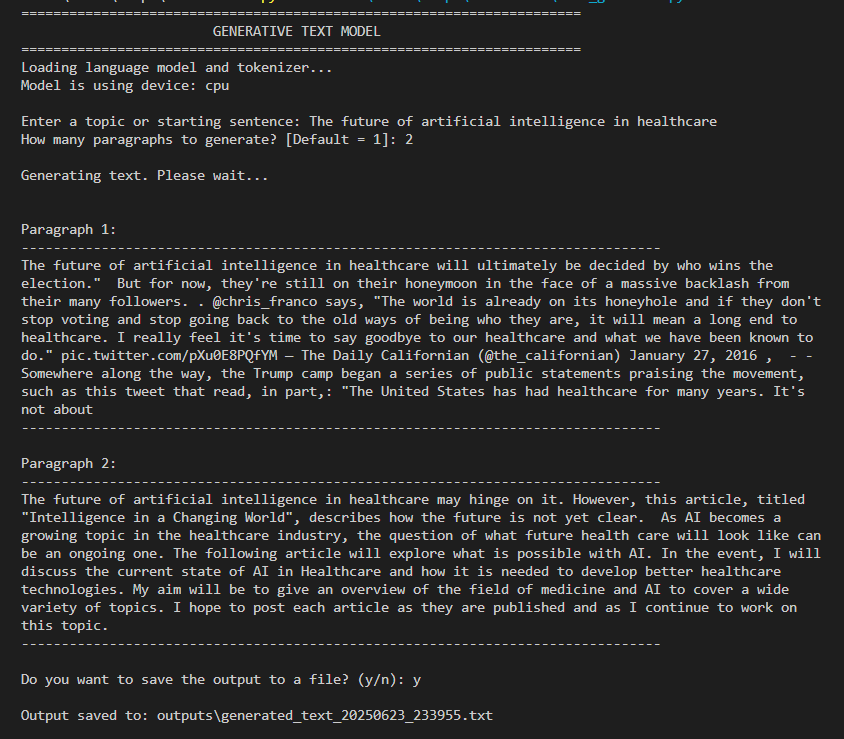 ======================================================================
GENERATIVE TEXT MODEL
======================================================================
Loading language model and tokenizer...
Model is using device: cpu
Enter a topic or starting sentence: The future of artificial intelligence in healthcare
How many paragraphs to generate? [Default = 1]: 2
Generating text. Please wait...
Paragraph 1:
--------------------------------------------------------------------------------
The future of artificial intelligence in healthcare will ultimately be decided by who wins the
election."  But for now, they're still on their honeymoon in the face of a massive backlash from
their many followers. . @chris_franco says, "The world is already on its honeyhole and if they don't
stop voting and stop going back to the old ways of being who they are, it will mean a long end to
healthcare. I really feel it's time to say goodbye to our healthcare and what we have been known to
do." pic.twitter.com/pXu0E8PQfYM — The Daily Californian (@the_californian) January 27, 2016 ,  - -
Somewhere along the way, the Trump camp began a series of public statements praising the movement,
such as this tweet that read, in part,: "The United States has had healthcare for many years. It's
not about
--------------------------------------------------------------------------------
Paragraph 2:
--------------------------------------------------------------------------------
The future of artificial intelligence in healthcare may hinge on it. However, this article, titled
"Intelligence in a Changing World", describes how the future is not yet clear.  As AI becomes a
growing topic in the healthcare industry, the question of what future health care will look like can
be an ongoing one. The following article will explore what is possible with AI. In the event, I will
discuss the current state of AI in Healthcare and how it is needed to develop better healthcare
technologies. My aim will be to give an overview of the field of medicine and AI to cover a wide
variety of topics. I hope to post each article as they are published and as I continue to work on
this topic.
--------------------------------------------------------------------------------
Do you want to save the output to a file? (y/n): y
Output saved to: outputs\generated_text_20250623_233955.txt